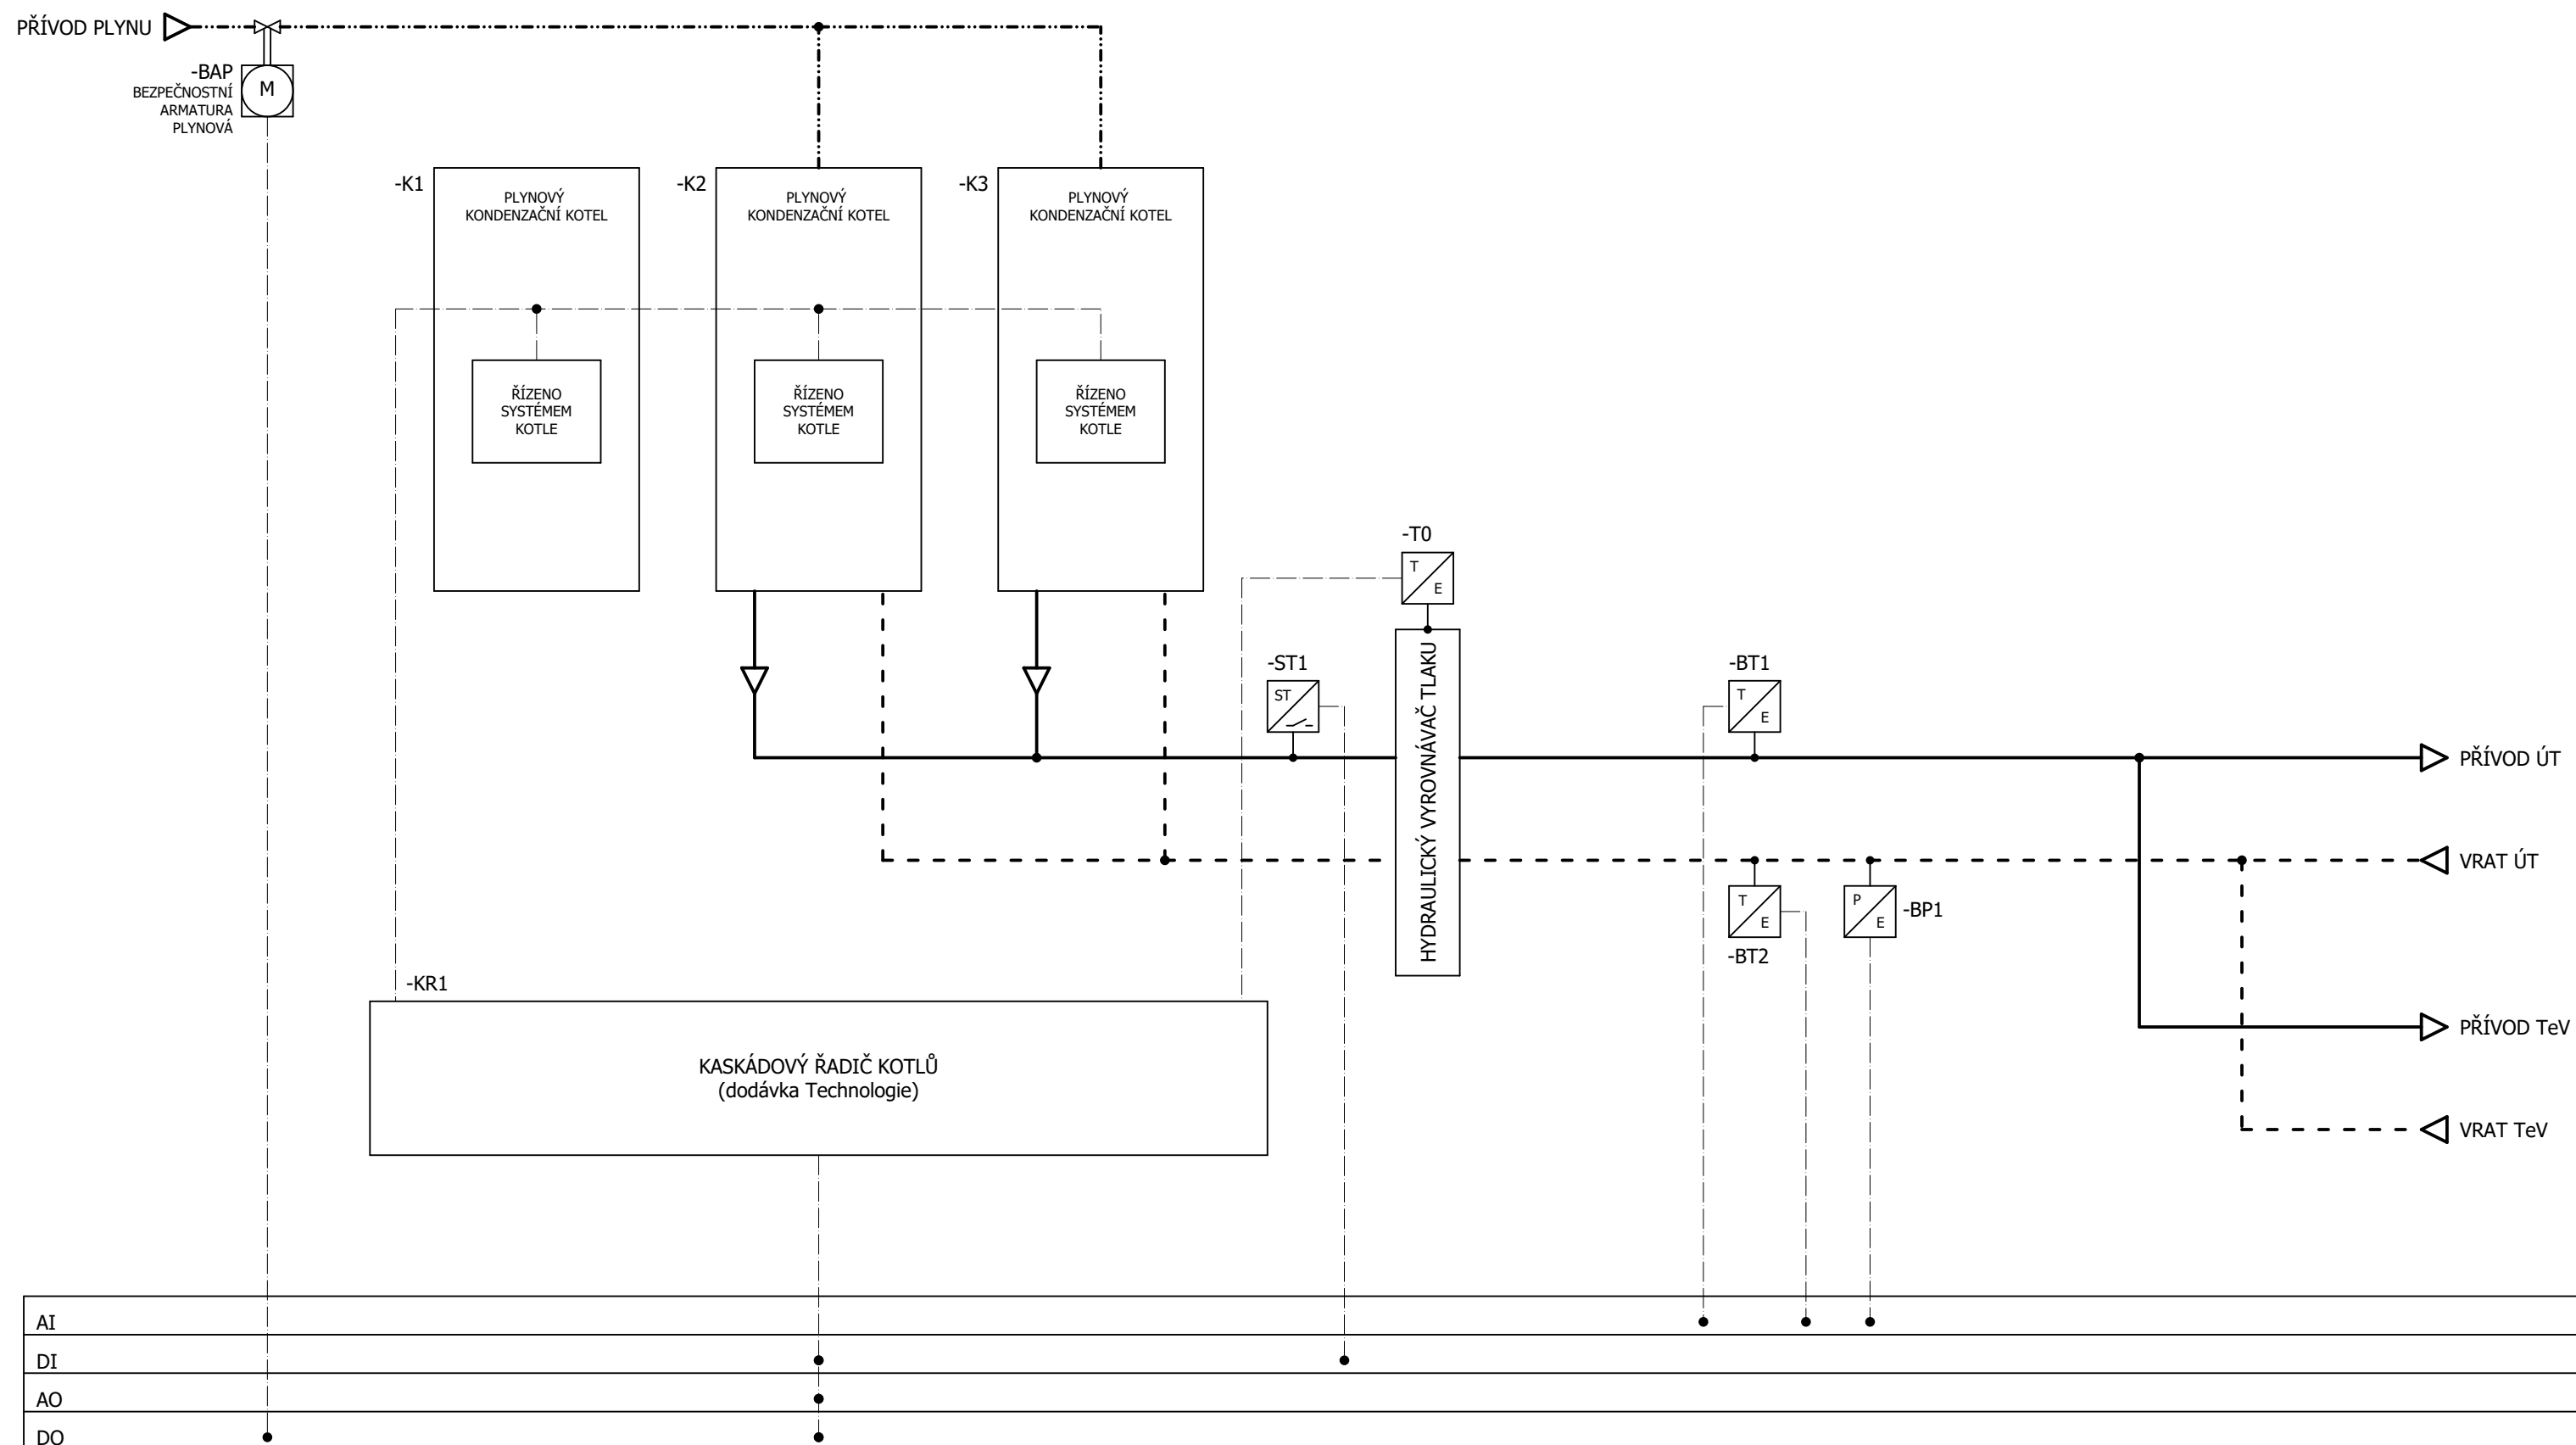 PŘÍVOD PLYNU
-BAP
BEZPEČNOSTNÍ
ARMATURA
PLYNOVÁ
M
-K1
PLYNOVÝ
KONDENZAČNÍ KOTEL
ŘÍZENO
SYSTÉMEM
KOTLE
-K2
PLYNOVÝ
KONDENZAČNÍ KOTEL
ŘÍZENO
SYSTÉMEM
KOTLE
-K3
PLYNOVÝ
KONDENZAČNÍ KOTEL
ŘÍZENO
SYSTÉMEM
KOTLE
-T0
T
E
-ST1
ST
HYDRAULICKÝ VYROVNÁVAČ TLAKU
-BT1
T
E
PŘÍVOD ÚT
VRAT ÚT
T
E
-BT2
P
E
-BP1
PŘÍVOD TeV
VRAT TeV
-KR1
KASKÁDOVÝ ŘADIČ KOTLŮ
(dodávka Technologie)
AI
DI
AO
DO